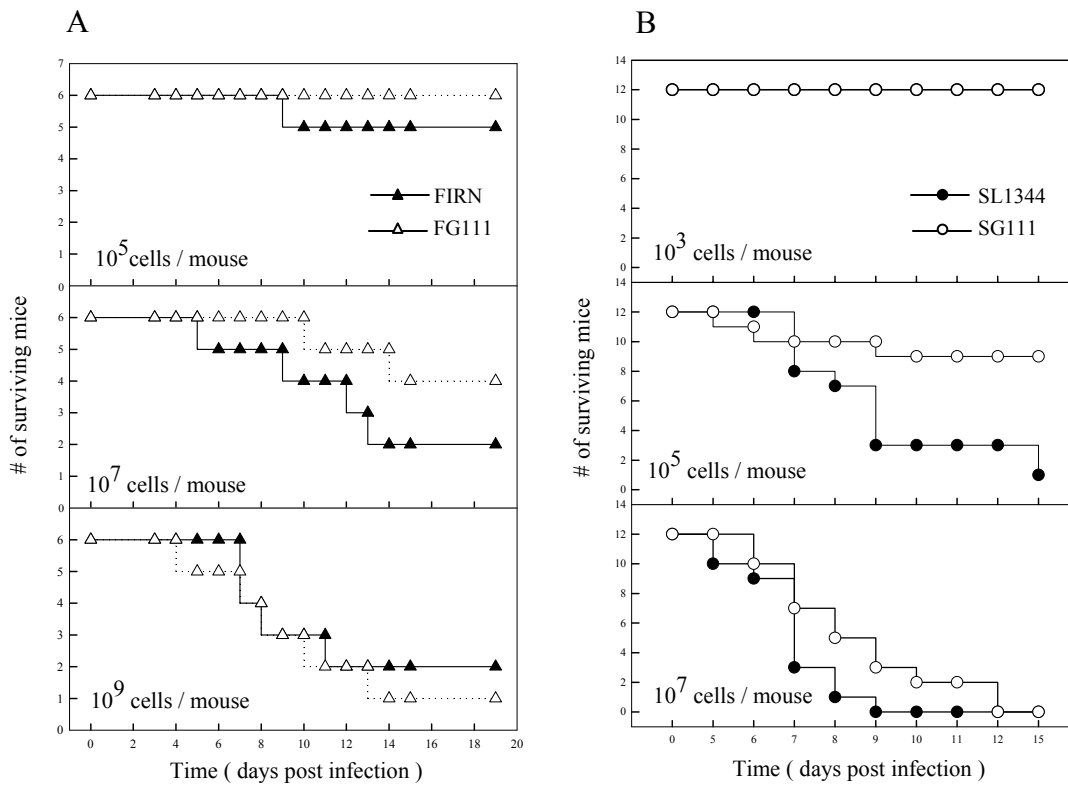 A
B
# of surviving mice
7
6
5
4
3
2
1
0
FIRN
FG111
10^5 cells / mouse
6
5
4
3
2
1
0
10^7 cells / mouse
6
5
4
3
2
1
0
10^9 cells / mouse
0 2 4 6 8 10 12 14 16 18 20
Time ( days post infection )
# of surviving mice
14
12
10
8
6
4
2
0
SL1344
SG111
10^3 cells / mouse
14
12
10
8
6
4
2
0
10^5 cells / mouse
14
12
10
8
6
4
2
0
10^7 cells / mouse
0 5 6 7 8 9 10 11 12 15
Time ( days post infection )